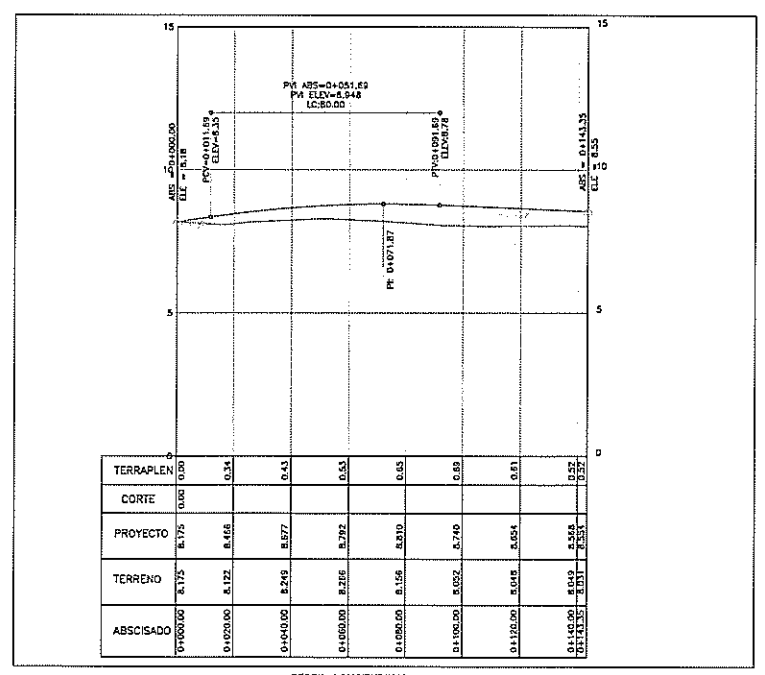 15
15
PVI ABS=0+051.69
PVI ELEV=8.948
LC:80.00
PCV=0+011.69
ELEV=8.35
PTV:0+091.69
ELEV:8.78
ABS = 0+000.00
ELE = 8.18
ABS = 0+143.35
ELE = 8.55
10
10
PI: 0+071.87
5
5
0
0
TERRAPLEN 0.00 0.34 0.43 0.53 0.65 0.69 0.61 0.52 0.52
CORTE 0.00
PROYECTO 8.175 8.466 8.677 8.792 8.810 8.740 8.654 8.568 8.554
TERRENO 8.175 8.122 8.249 8.266 8.156 8.052 8.048 8.049 8.031
ABSCISADO 0+000.00 0+020.00 0+040.00 0+060.00 0+080.00 0+100.00 0+120.00 0+140.00 0+143.35